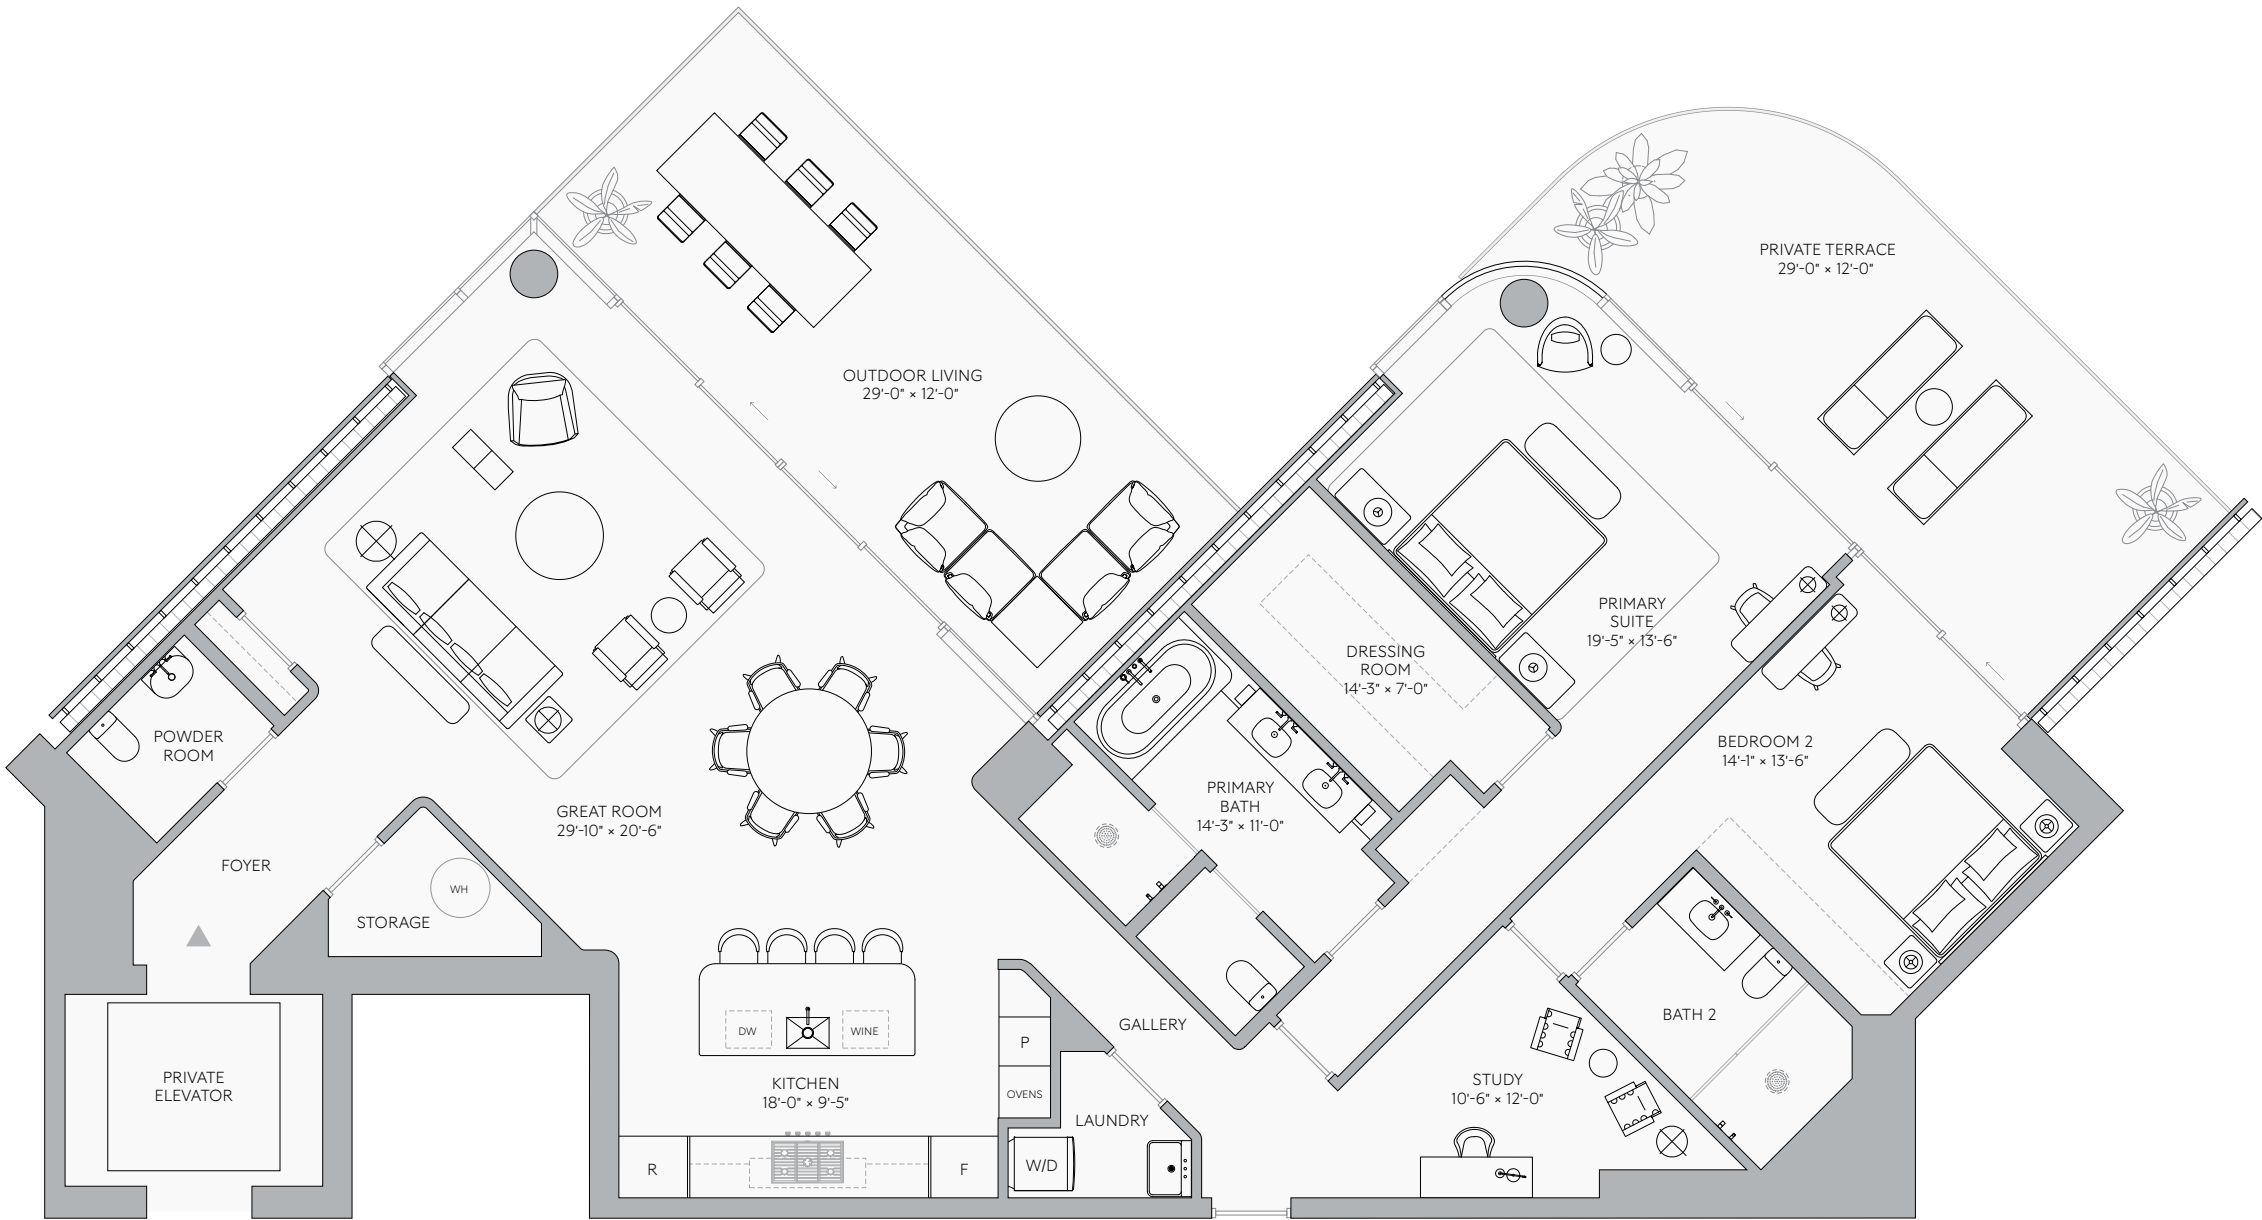 PRIVATE TERRACE
29'-0" × 12'-0"
OUTDOOR LIVING
29'-0" × 12'-0"
PRIMARY
SUITE
19'-5" × 13'-6"
DRESSING
ROOM
14'-3" × 7'-0"
POWDER
ROOM
BEDROOM 2
14'-1" × 13'-6"
PRIMARY
BATH
14'-3" × 11'-0"
GREAT ROOM
29'-10" × 20'-6"
FOYER
WH
STORAGE
BATH 2
GALLERY
DW
WINE
P
PRIVATE
ELEVATOR
KITCHEN
18'-0" × 9'-5"
OVENS
STUDY
10'-6" × 12'-0"
LAUNDRY
R
F
W/D